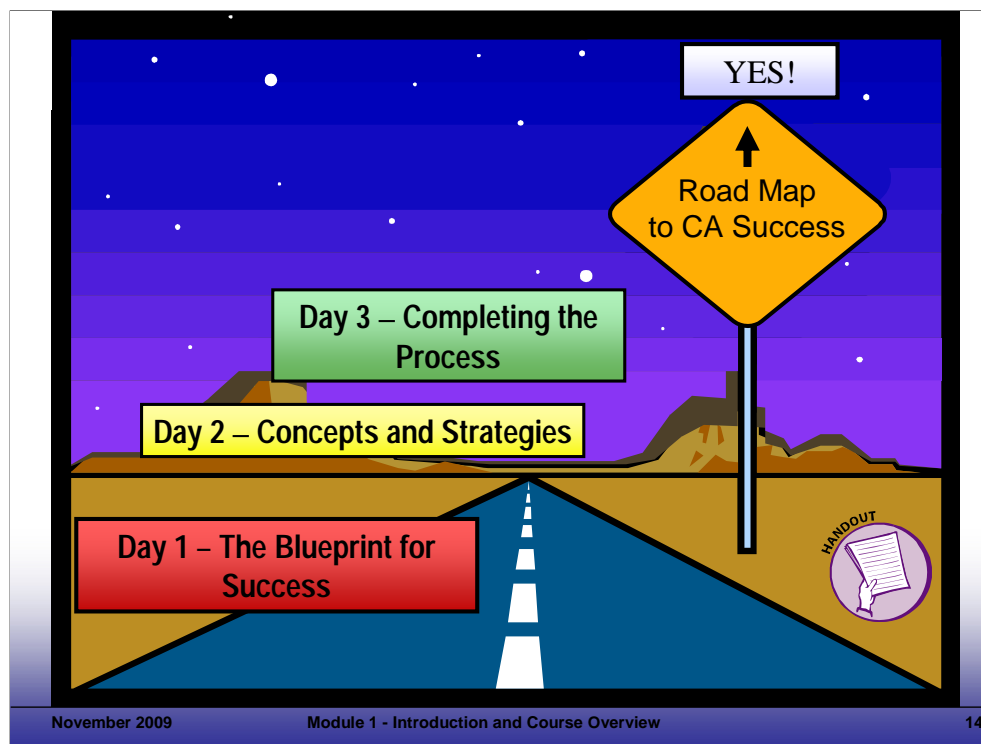 YES!
Road Map
to CA Success
Day 3 – Completing the
Process
Day 2 – Concepts and Strategies
Day 1 – The Blueprint for
Success
HANDOUT
November 2009
Module 1 - Introduction and Course Overview
14